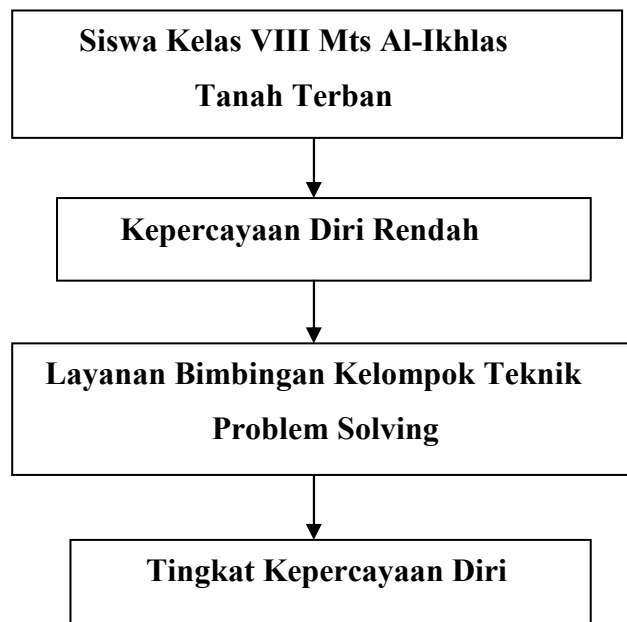 Siswa Kelas VIII Mts Al-Ikhlas
Tanah Terban
Kepercayaan Diri Rendah
Layanan Bimbingan Kelompok Teknik
Problem Solving
Tingkat Kepercayaan Diri